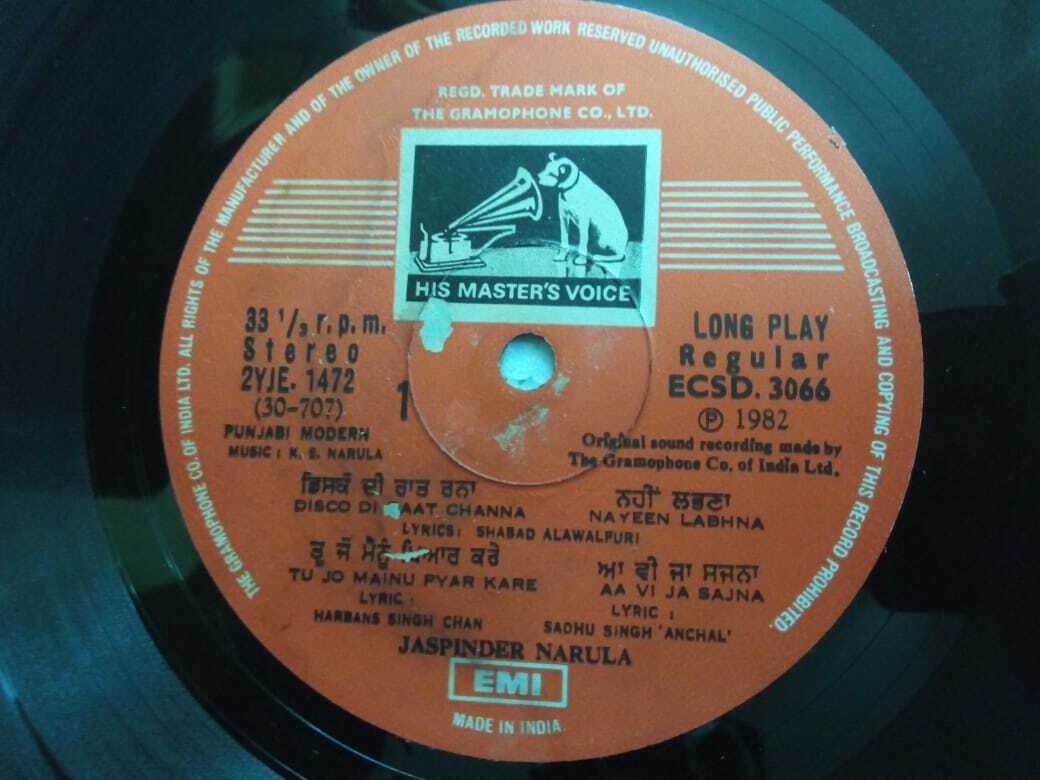 THE GRAMOPHONE CO. OF INDIA LTD. ALL RIGHTS OF THE MANUFACTURER AND OF THE OWNER OF THE RECORDED WORK RESERVED UNAUTHORISED PUBLIC PERFORMANCE BROADCASTING AND COPYING OF THIS RECORD PROHIBITED.
REGD. TRADE MARK OF
THE GRAMOPHONE CO., LTD.
HIS MASTER'S VOICE
33 1/3 r.p.m.
Stereo
2YJE. 1472
(30-707)
1
PUNJABI MODERN
MUSIC : K. S. NARULA
LONG PLAY
Regular
ECSD. 3066
Ⓟ 1982
Original sound recording made by
The Gramophone Co. of India Ltd.
ਡਿਸਕੋ ਦੀ ਰਾਤ ਚਨਾ
DISCO DI RAAT CHANNA
ਨਹੀਂ ਲਭਣਾ
NAYEEN LABHNA
LYRICS: SHABAD ALAWALPURI
ਤੂ ਜੋ ਮੈਨੂੰ ਪਿਆਰ ਕਰੇ
TU JO MAINU PYAR KARE
LYRIC :
HARBANS SINGH CHAN
ਆ ਵੀ ਜਾ ਸਜਨਾ
AA VI JA SAJNA
LYRIC :
SADHU SINGH 'ANCHAL'
JASPINDER NARULA
EMI
MADE IN INDIA.